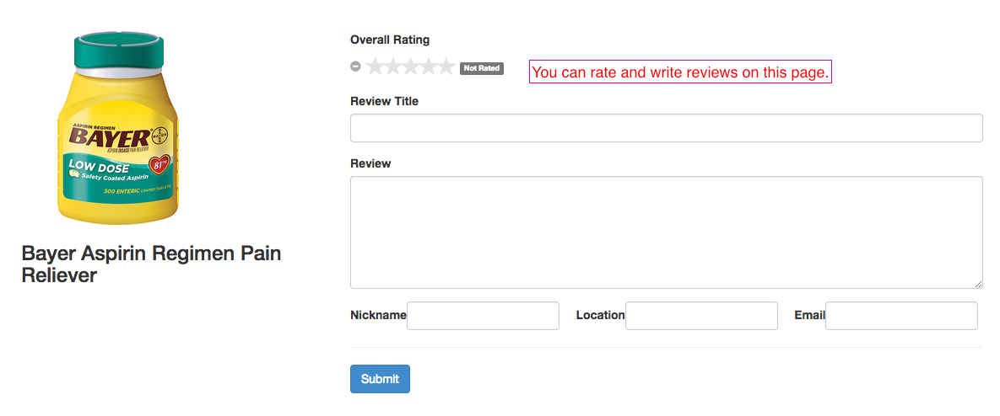 ASPIRIN REGIMEN
BAYER
BAYER
ASPIRIN (NSAID) PAIN RELIEVER
LOW DOSE
81
Safety Coated Aspirin
300 ENTERIC COATED TABLETS
Bayer Aspirin Regimen Pain
Reliever
Overall Rating
Not Rated
You can rate and write reviews on this page.
Review Title
Review
Nickname
Location
Email
Submit